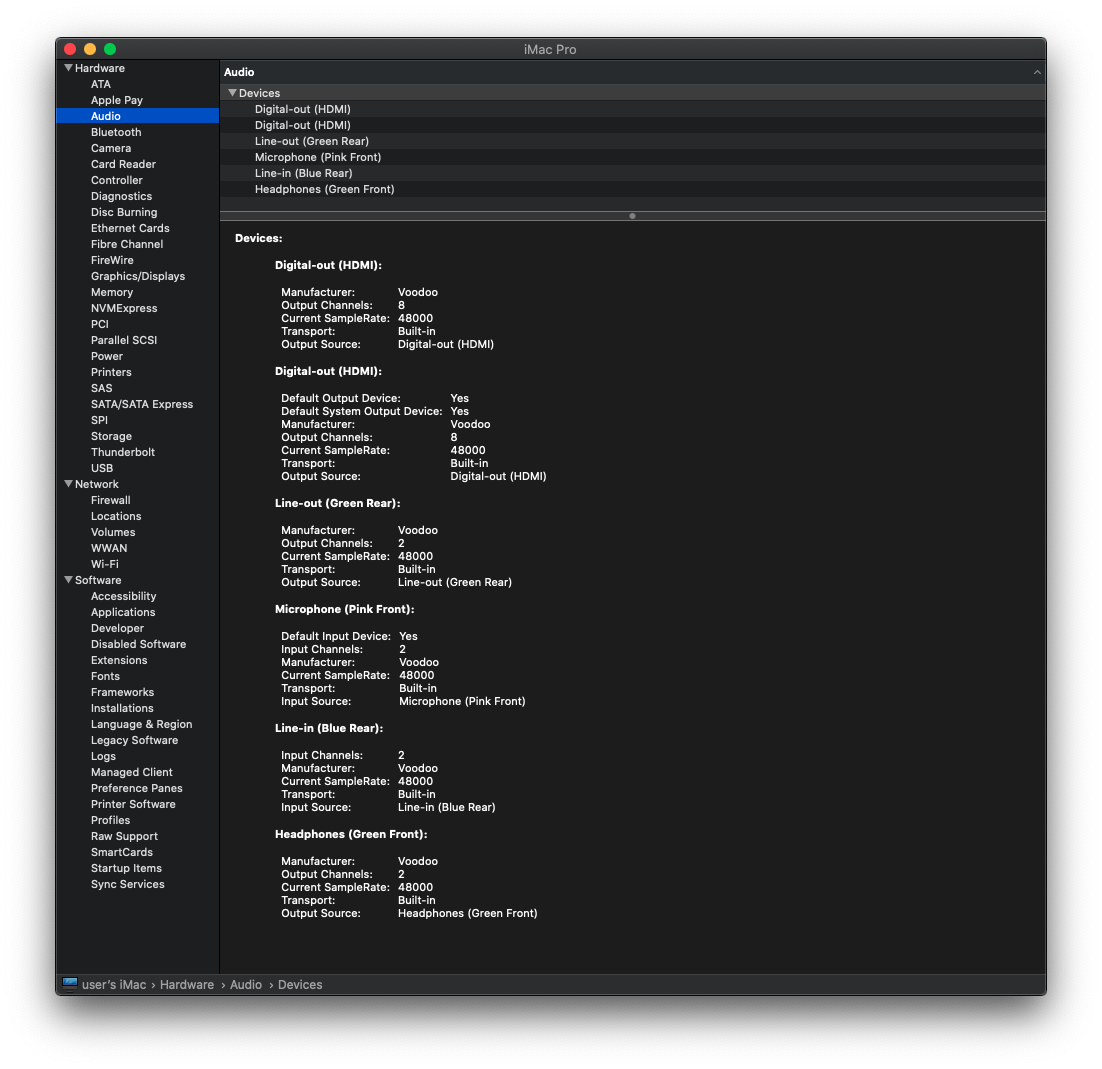 iMac Pro
Hardware
ATA
Apple Pay
Audio
Bluetooth
Camera
Card Reader
Controller
Diagnostics
Disc Burning
Ethernet Cards
Fibre Channel
FireWire
Graphics/Displays
Memory
NVMExpress
PCI
Parallel SCSI
Power
Printers
SAS
SATA/SATA Express
SPI
Storage
Thunderbolt
USB
Network
Firewall
Locations
Volumes
WWAN
Wi-Fi
Software
Accessibility
Applications
Developer
Disabled Software
Extensions
Fonts
Frameworks
Installations
Language & Region
Legacy Software
Logs
Managed Client
Preference Panes
Printer Software
Profiles
Raw Support
SmartCards
Startup Items
Sync Services
Audio
Devices
Digital-out (HDMI)
Digital-out (HDMI)
Line-out (Green Rear)
Microphone (Pink Front)
Line-in (Blue Rear)
Headphones (Green Front)
Devices:
Digital-out (HDMI):
Manufacturer: Voodoo
Output Channels: 8
Current SampleRate: 48000
Transport: Built-in
Output Source: Digital-out (HDMI)
Digital-out (HDMI):
Default Output Device: Yes
Default System Output Device: Yes
Manufacturer: Voodoo
Output Channels: 8
Current SampleRate: 48000
Transport: Built-in
Output Source: Digital-out (HDMI)
Line-out (Green Rear):
Manufacturer: Voodoo
Output Channels: 2
Current SampleRate: 48000
Transport: Built-in
Output Source: Line-out (Green Rear)
Microphone (Pink Front):
Default Input Device: Yes
Input Channels: 2
Manufacturer: Voodoo
Current SampleRate: 48000
Transport: Built-in
Input Source: Microphone (Pink Front)
Line-in (Blue Rear):
Input Channels: 2
Manufacturer: Voodoo
Current SampleRate: 48000
Transport: Built-in
Input Source: Line-in (Blue Rear)
Headphones (Green Front):
Manufacturer: Voodoo
Output Channels: 2
Current SampleRate: 48000
Transport: Built-in
Output Source: Headphones (Green Front)
user's iMac › Hardware › Audio › Devices